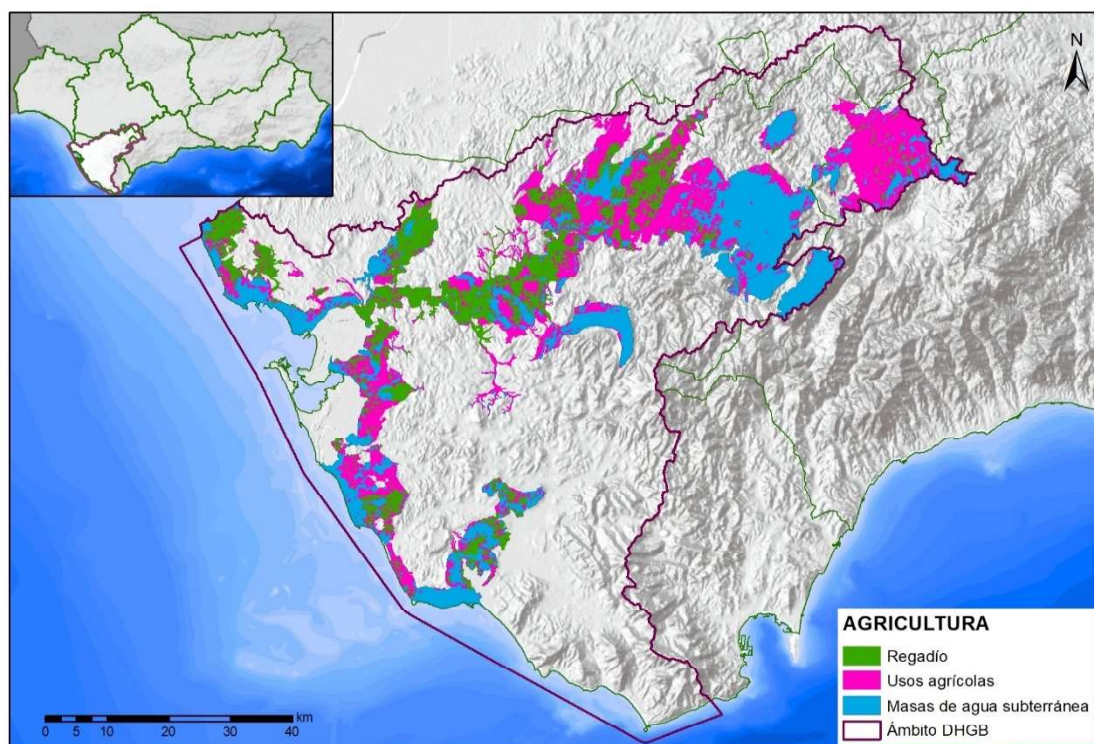 N
AGRICULTURA
Regadío
Usos agrícolas
Masas de agua subterránea
Ámbito DHGB
km
0 5 10 20 30 40